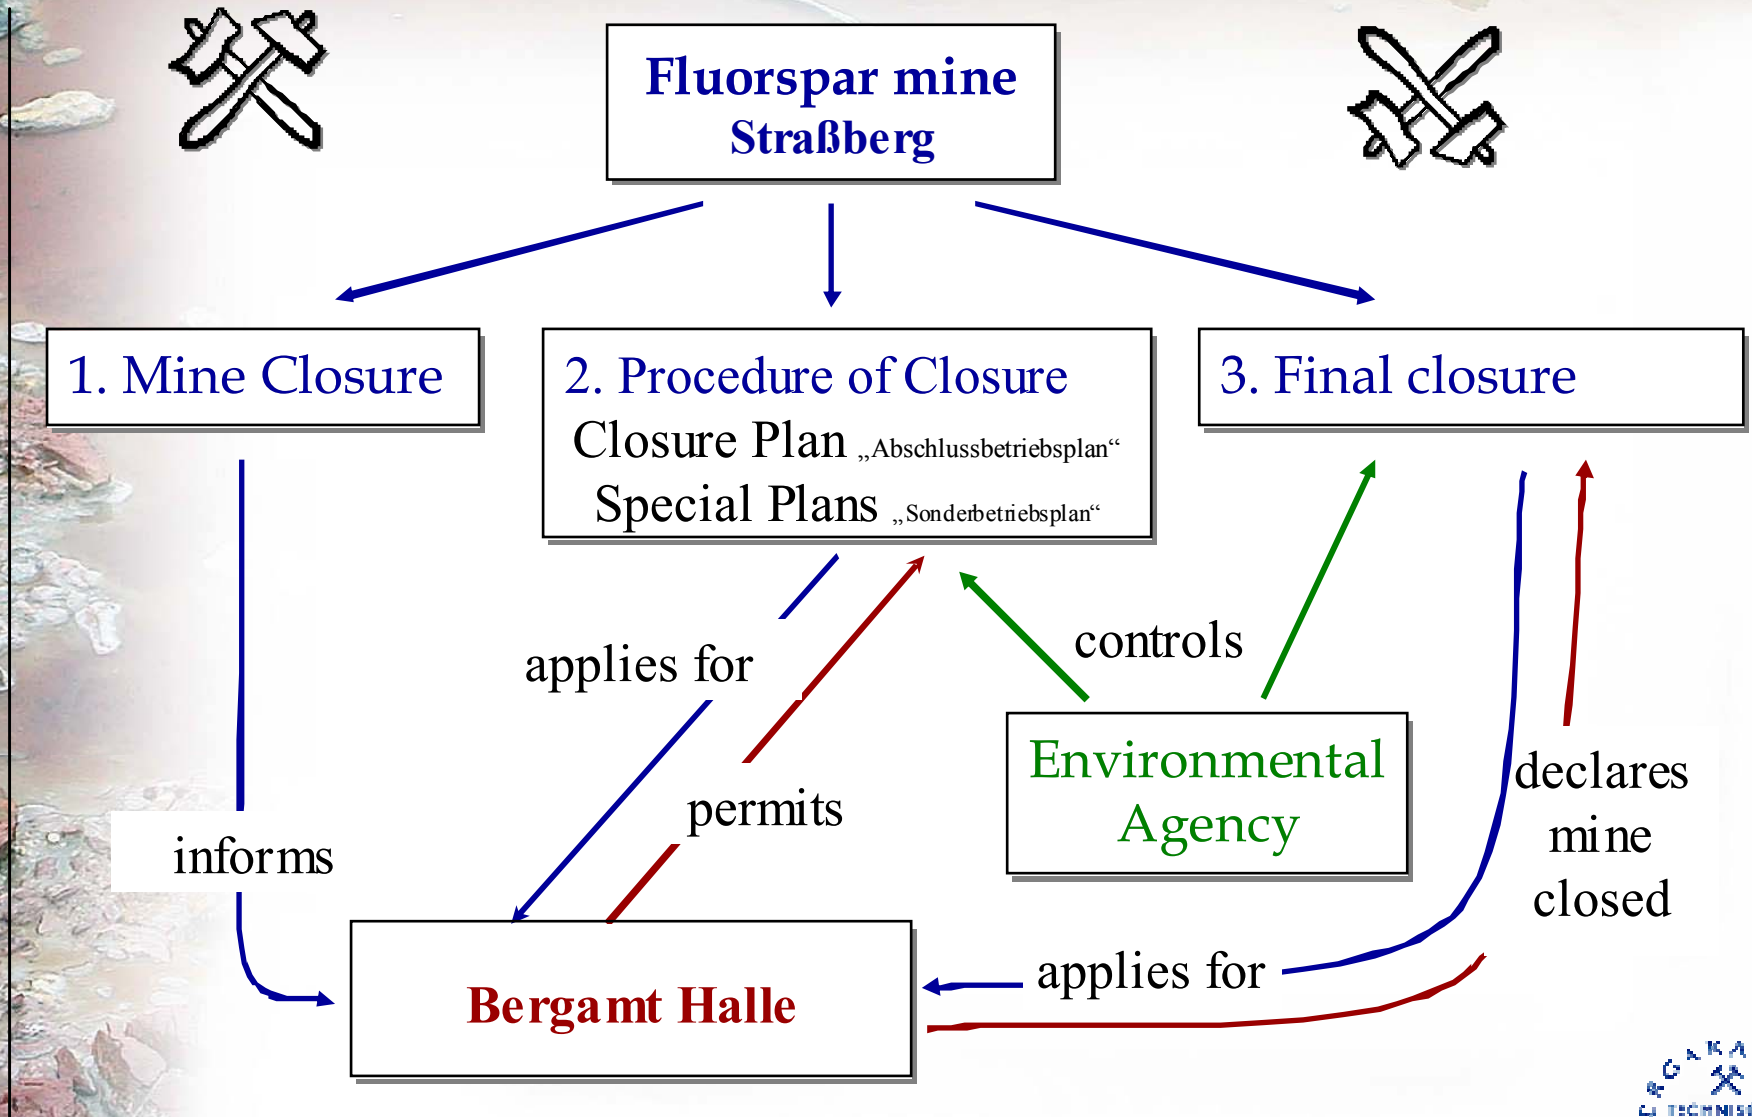 Fluorspar mine
Straßberg
1. Mine Closure
2. Procedure of Closure
Closure Plan „Abschlussbetriebsplan“
Special Plans „Sonderbetriebsplan“
3. Final closure
applies for
controls
permits
Environmental
Agency
declares
mine
closed
informs
applies for
Bergamt Halle